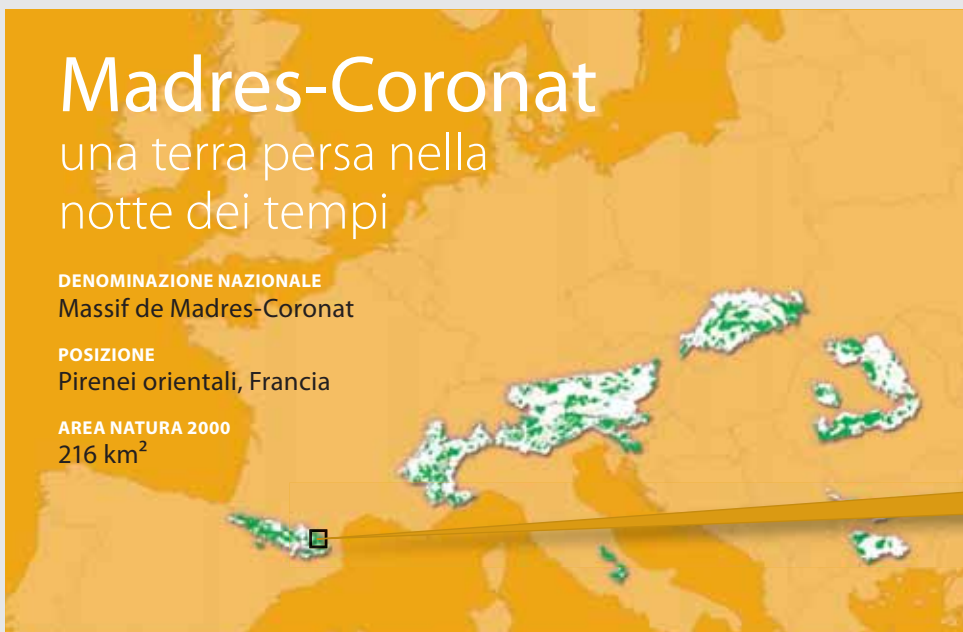 Madres-Coronat
una terra persa nella
notte dei tempi
DENOMINAZIONE NAZIONALE
Massif de Madres-Coronat
POSIZIONE
Pirenei orientali, Francia
AREA NATURA 2000
216 km²